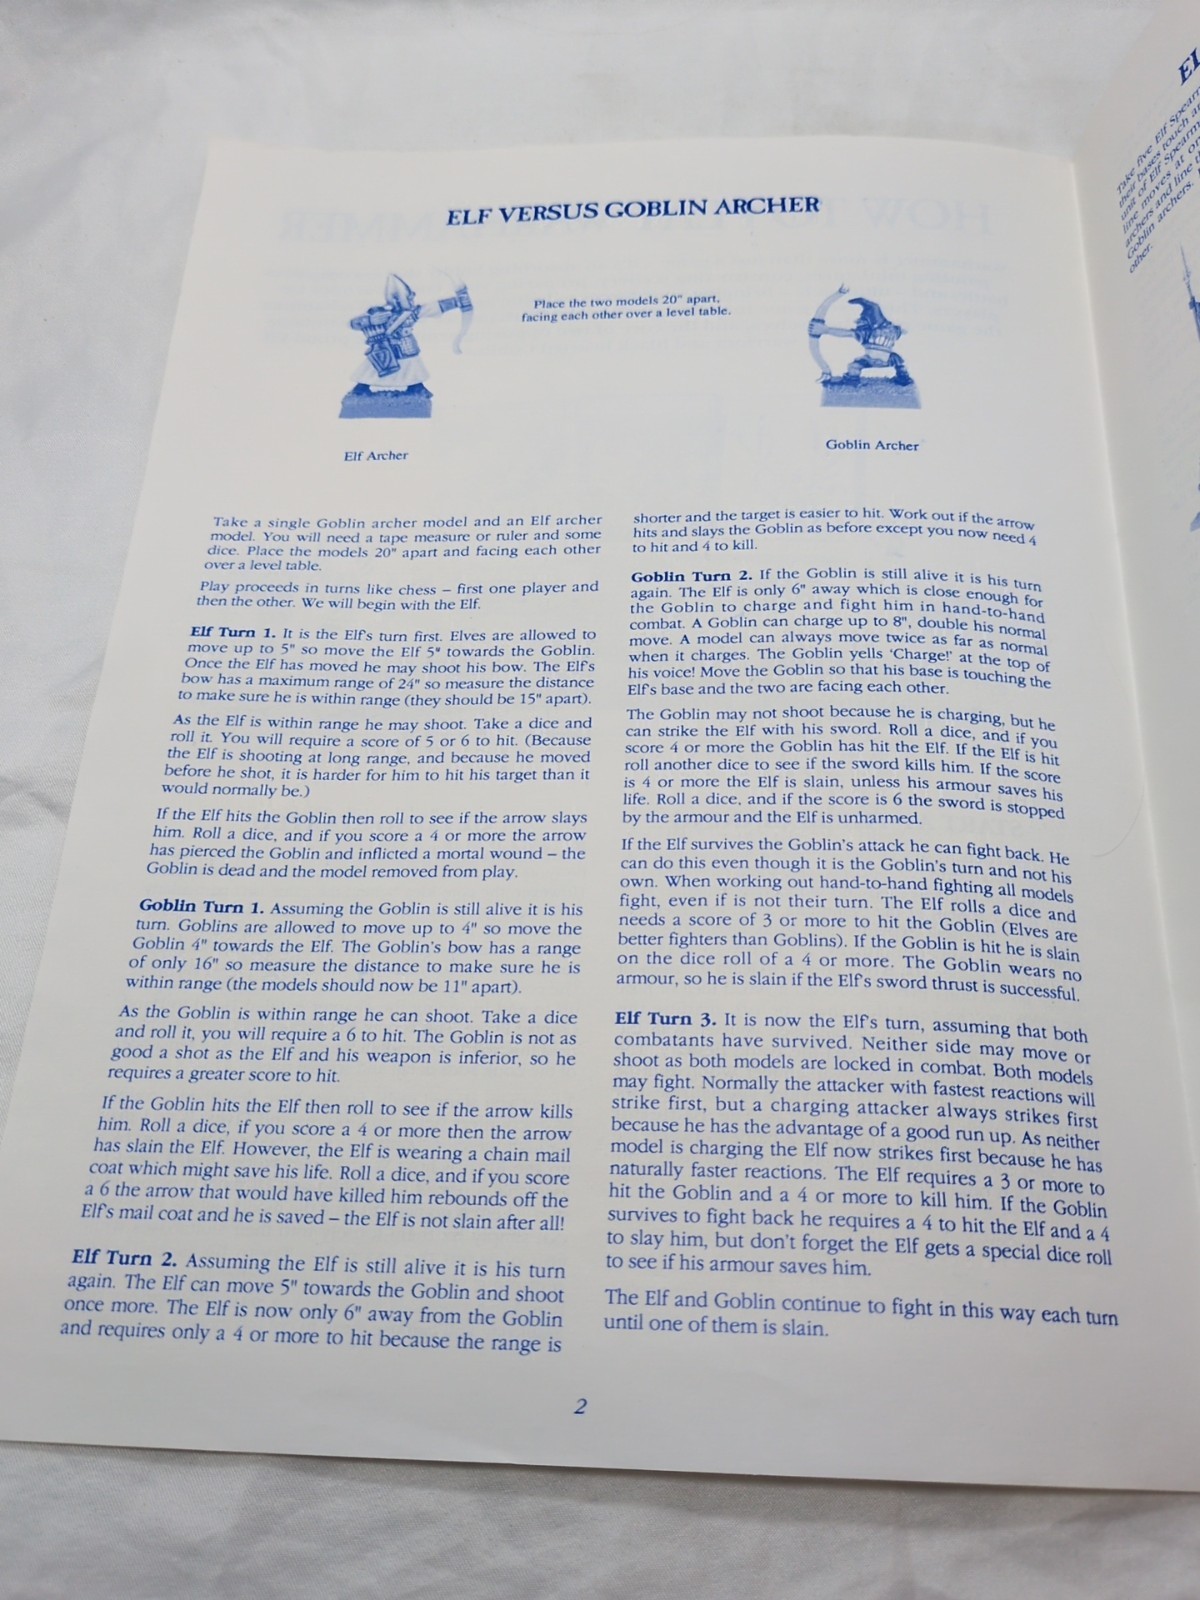 ELF VERSUS GOBLIN ARCHER
Place the two models 20" apart,
facing each other over a level table.
Elf Archer
Goblin Archer
Take a single Goblin archer model and an Elf archer
model. You will need a tape measure or ruler and some
dice. Place the models 20" apart and facing each other
over a level table.
Play proceeds in turns like chess – first one player and
then the other. We will begin with the Elf.
Elf Turn 1. It is the Elf's turn first. Elves are allowed to
move up to 5" so move the Elf 5" towards the Goblin.
Once the Elf has moved he may shoot his bow. The Elf's
bow has a maximum range of 24" so measure the distance
to make sure he is within range (they should be 15" apart).
As the Elf is within range he may shoot. Take a dice and
roll it. You will require a score of 5 or 6 to hit. (Because
the Elf is shooting at long range, and because he moved
before he shot, it is harder for him to hit his target than it
would normally be.)
If the Elf hits the Goblin then roll to see if the arrow slays
him. Roll a dice, and if you score a 4 or more the arrow
has pierced the Goblin and inflicted a mortal wound – the
Goblin is dead and the model removed from play.
Goblin Turn 1. Assuming the Goblin is still alive it is his
turn. Goblins are allowed to move up to 4" so move the
Goblin 4" towards the Elf. The Goblin's bow has a range
of only 16" so measure the distance to make sure he is
within range (the models should now be 11" apart).
As the Goblin is within range he can shoot. Take a dice
and roll it, you will require a 6 to hit. The Goblin is not as
good a shot as the Elf and his weapon is inferior, so he
requires a greater score to hit.
If the Goblin hits the Elf then roll to see if the arrow kills
him. Roll a dice, if you score a 4 or more then the arrow
has slain the Elf. However, the Elf is wearing a chain mail
coat which might save his life. Roll a dice, and if you score
a 6 the arrow that would have killed him rebounds off the
Elf's mail coat and he is saved – the Elf is not slain after all!
Elf Turn 2. Assuming the Elf is still alive it is his turn
again. The Elf can move 5" towards the Goblin and shoot
once more. The Elf is now only 6" away from the Goblin
and requires only a 4 or more to hit because the range is
shorter and the target is easier to hit. Work out if the arrow
hits and slays the Goblin as before except you now need 4
to hit and 4 to kill.
Goblin Turn 2. If the Goblin is still alive it is his turn
again. The Elf is only 6" away which is close enough for
the Goblin to charge and fight him in hand-to-hand
combat. A Goblin can charge up to 8", double his normal
move. A model can always move twice as far as normal
when it charges. The Goblin yells 'Charge!' at the top of
his voice! Move the Goblin so that his base is touching the
Elf's base and the two are facing each other.
The Goblin may not shoot because he is charging, but he
can strike the Elf with his sword. Roll a dice, and if you
score 4 or more the Goblin has hit the Elf. If the Elf is hit
roll another dice to see if the sword kills him. If the score
is 4 or more the Elf is slain, unless his armour saves his
life. Roll a dice, and if the score is 6 the sword is stopped
by the armour and the Elf is unharmed.
If the Elf survives the Goblin's attack he can fight back. He
can do this even though it is the Goblin's turn and not his
own. When working out hand-to-hand fighting all models
fight, even if is not their turn. The Elf rolls a dice and
needs a score of 3 or more to hit the Goblin (Elves are
better fighters than Goblins). If the Goblin is hit he is slain
on the dice roll of a 4 or more. The Goblin wears no
armour, so he is slain if the Elf's sword thrust is successful.
Elf Turn 3. It is now the Elf's turn, assuming that both
combatants have survived. Neither side may move or
shoot as both models are locked in combat. Both models
may fight. Normally the attacker with fastest reactions will
strike first, but a charging attacker always strikes first
because he has the advantage of a good run up. As neither
model is charging the Elf now strikes first because he has
naturally faster reactions. The Elf requires a 3 or more to
hit the Goblin and a 4 or more to kill him. If the Goblin
survives to fight back he requires a 4 to hit the Elf and a 4
to slay him, but don't forget the Elf gets a special dice roll
to see if his armour saves him.
The Elf and Goblin continue to fight in this way each turn
until one of them is slain.
2
Take five Elf
their bases touch
unit of Elf
line moves at
archers and line
Goblin archers.
other.